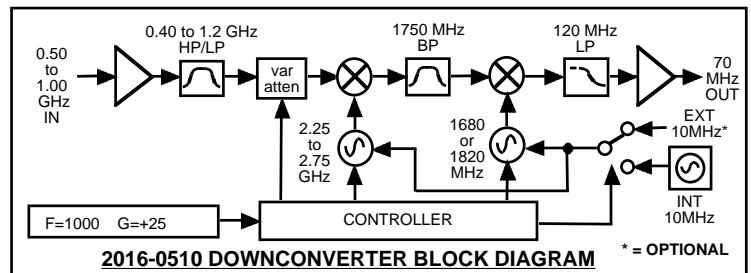 0.50
to
1.00
GHz
IN
0.40 to 1.2 GHz
HP/LP
var
atten
1750 MHz
BP
120 MHz
LP
70
MHz
OUT
2.25
to
2.75
GHz
1680
or
1820
MHz
EXT
10MHz*
INT
10MHz
F=1000 G=+25
CONTROLLER
2016-0510 DOWNCONVERTER BLOCK DIAGRAM
* = OPTIONAL